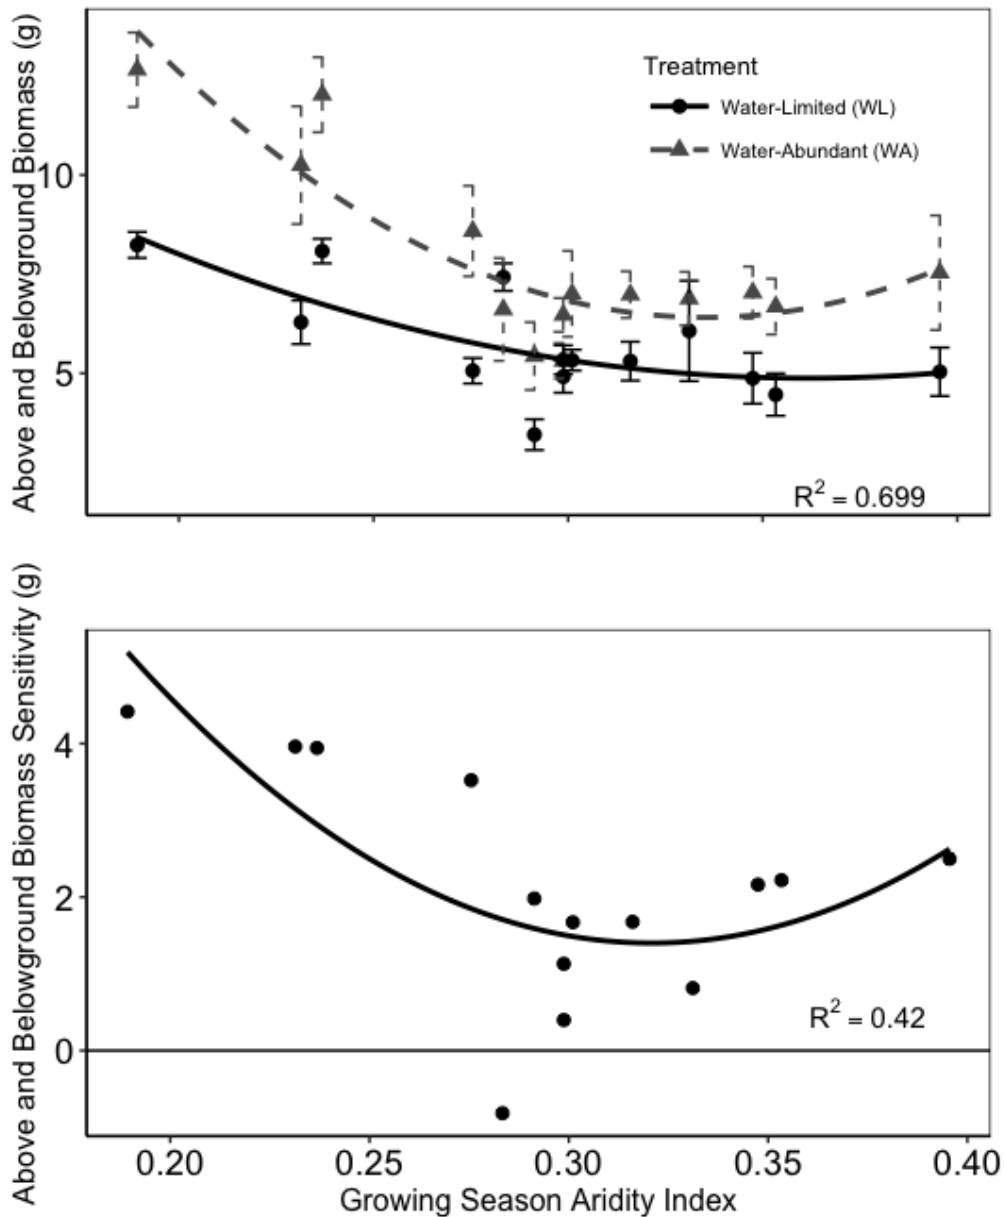 Above and Belowground Biomass (g)
10
5
Treatment
Water-Limited (WL)
Water-Abundant (WA)
R² = 0.699
Above and Belowground Biomass Sensitivity (g)
4
2
0
R² = 0.42
0.20 0.25 0.30 0.35 0.40
Growing Season Aridity Index